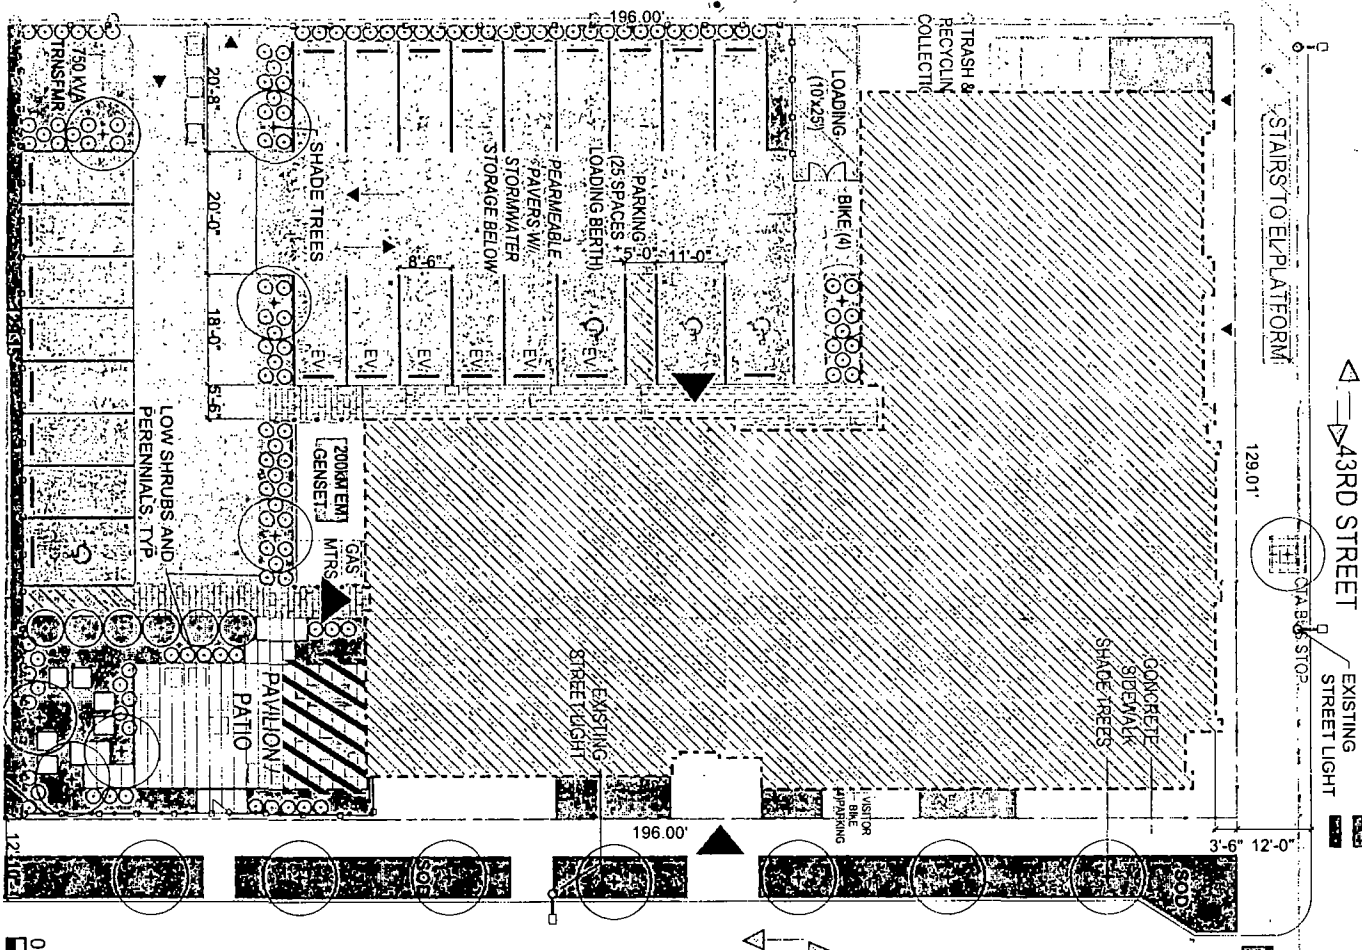 196.00'
TRASH &
RECYCLIN
COLLECTIO
LOADING
(10'x25')
STAIRS TO EL PLATFORM
750 KVA
TRNSFMR
20'-8"
SHADE TREES
PARKING
(25 SPACES +
LOADING BERTH)
PEARMEABLE
PAVERS W/
STORMWATER
STORAGE BELOW
BIKE (4)
20'-0"
8'-6"
5'-0"
11'-0"
18'-0"
EV
EV
EV
EV
EV
EV
5'-6"
43RD STREET
129.01'
LOW SHRUBS AND
PERENNIALS, TYP
200kW EM
GENSET
GAS
MTRS
CTA BUS STOP
EXISTING
STREET LIGHT
CONCRETE
SIDEWALK
SHADE TREES
EXISTING
STREET LIGHT
PAVILION/
PATIO
VISITOR
BIKE
PARKING
196.00'
3'-6"
12'-0"
SOD
SOD
0